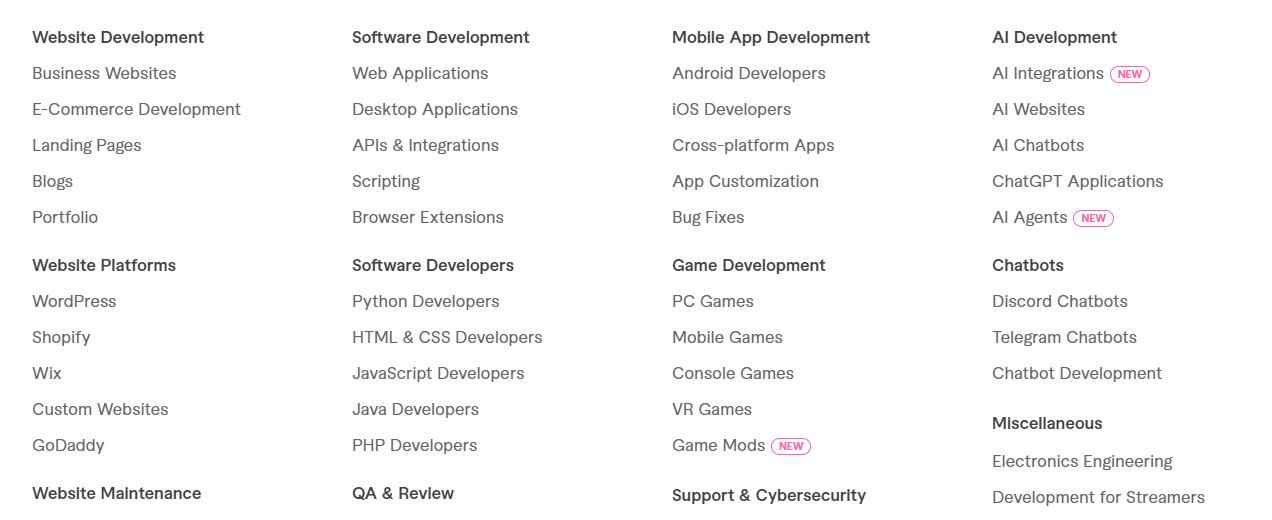 Website Development
Business Websites
E-Commerce Development
Landing Pages
Blogs
Portfolio
Website Platforms
WordPress
Shopify
Wix
Custom Websites
GoDaddy
Website Maintenance
Software Development
Web Applications
Desktop Applications
APIs & Integrations
Scripting
Browser Extensions
Software Developers
Python Developers
HTML & CSS Developers
JavaScript Developers
Java Developers
PHP Developers
QA & Review
Mobile App Development
Android Developers
iOS Developers
Cross-platform Apps
App Customization
Bug Fixes
Game Development
PC Games
Mobile Games
Console Games
VR Games
Game Mods NEW
Support & Cybersecurity
AI Development
AI Integrations NEW
AI Websites
AI Chatbots
ChatGPT Applications
AI Agents NEW
Chatbots
Discord Chatbots
Telegram Chatbots
Chatbot Development
Miscellaneous
Electronics Engineering
Development for Streamers